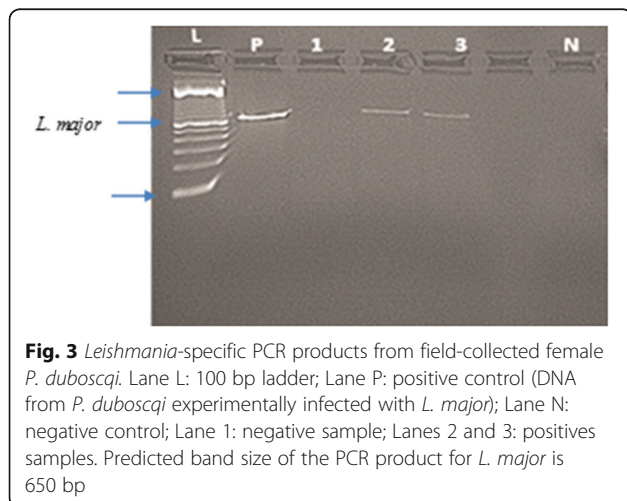 L P 1 2 3 N
L. major
Fig. 3 Leishmania-specific PCR products from field-collected female
P. duboscqi. Lane L: 100 bp ladder; Lane P: positive control (DNA
from P. duboscqi experimentally infected with L. major); Lane N:
negative control; Lane 1: negative sample; Lanes 2 and 3: positives
samples. Predicted band size of the PCR product for L. major is
650 bp